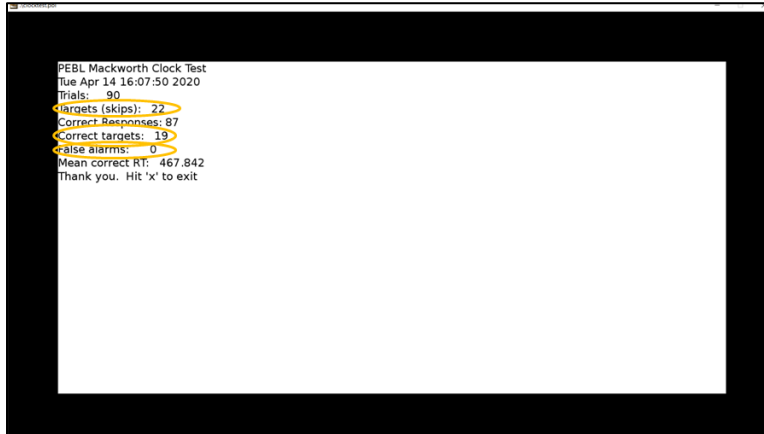 PEBL Mackworth Clock Test
Tue Apr 14 16:07:50 2020
Trials: 90
Targets (skips): 22
Correct Responses: 87
Correct targets: 19
False alarms: 0
Mean correct RT: 467.842
Thank you. Hit 'x' to exit